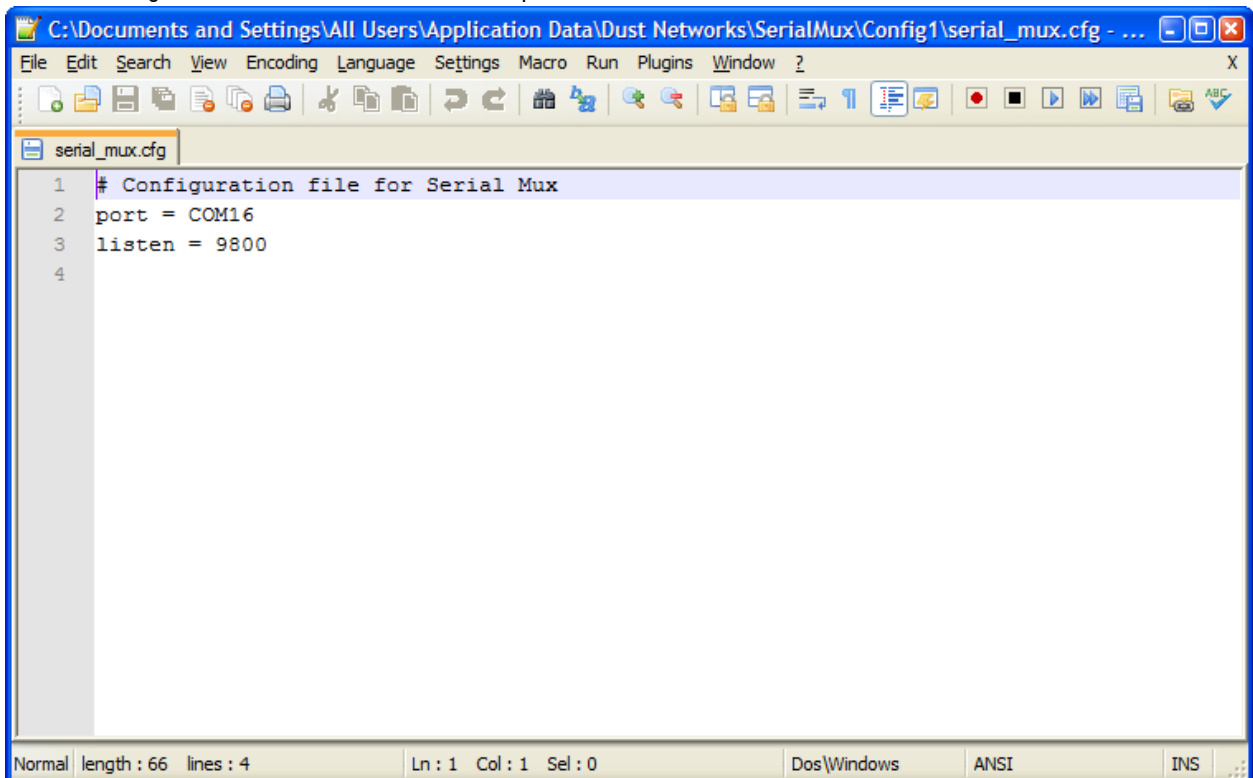 C:\Documents and Settings\All Users\Application Data\Dust Networks\SerialMux\Config1\serial_mux.cfg - ...
File Edit Search View Encoding Language Settings Macro Run Plugins Window ? X
serial_mux.cfg
1 # Configuration file for Serial Mux
2 port = COM16
3 listen = 9800
4
Normal length : 66 lines : 4 Ln : 1 Col : 1 Sel : 0 Dos\Windows ANSI INS